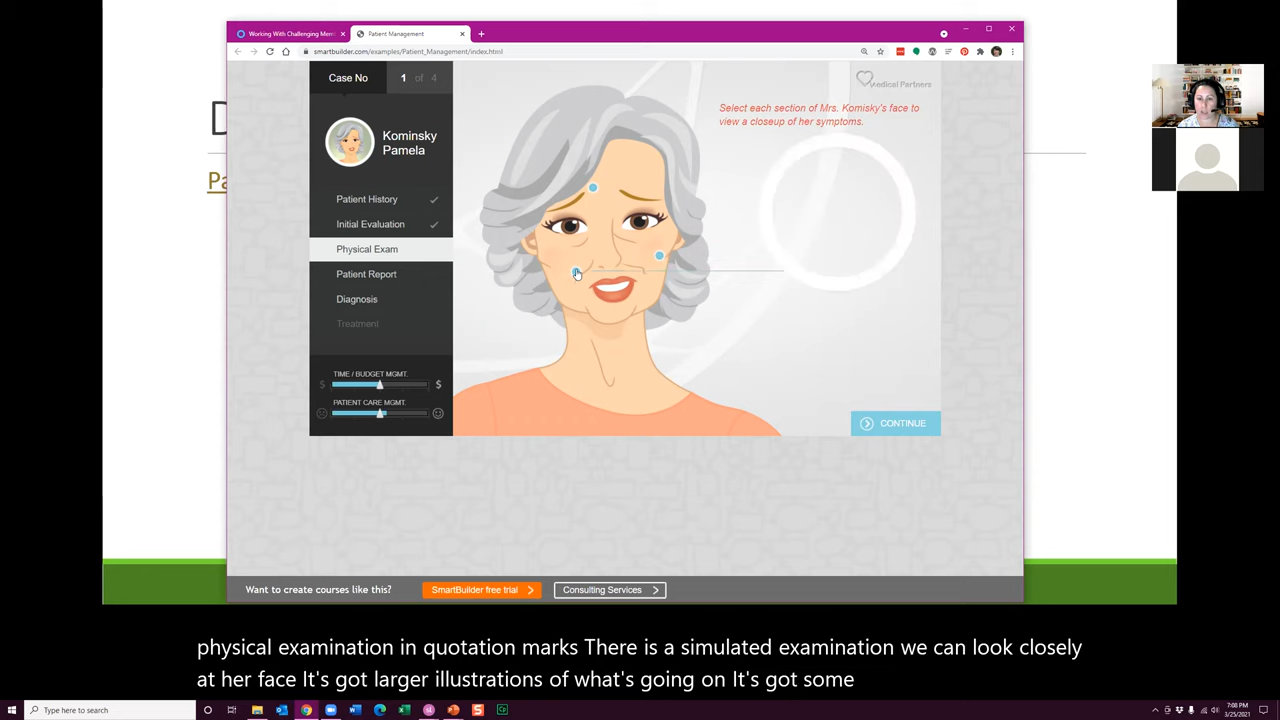 Working With Challenging Men
Patient Management
smartbuilder.com/examples/Patient_Management/index.html
Case No 1 of 4
Medical Partners
Select each section of Mrs. Komisky's face to
view a closeup of her symptoms.
D
Pa
Kominsky
Pamela
Patient History
Initial Evaluation
Physical Exam
Patient Report
Diagnosis
Treatment
TIME / BUDGET MGMT.
$ $
PATIENT CARE MGMT.
CONTINUE
Want to create courses like this? SmartBuilder free trial Consulting Services
physical examination in quotation marks There is a simulated examination we can look closely
at her face It's got larger illustrations of what's going on It's got some
Type here to search
7:08 PM
3/25/2021